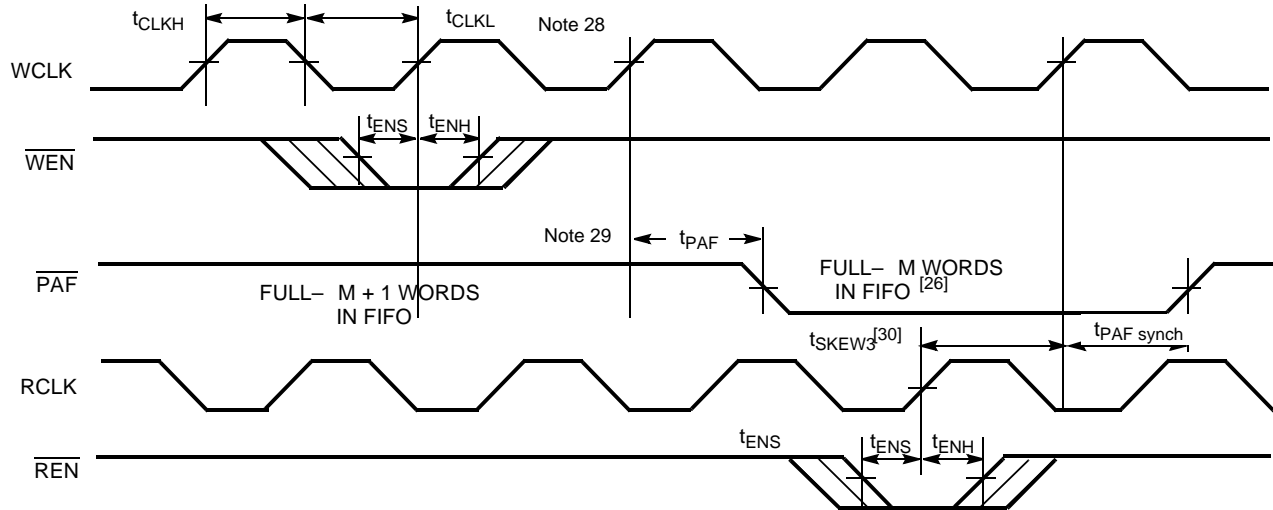 tCLKH
tCLKL
Note 28
WCLK
tENS
tENH
WEN
Note 29
tPAF
PAF
FULL– M + 1 WORDS
IN FIFO
FULL– M WORDS
IN FIFO [26]
tSKEW3[30]
tPAF synch
RCLK
tENS
tENS
tENH
REN